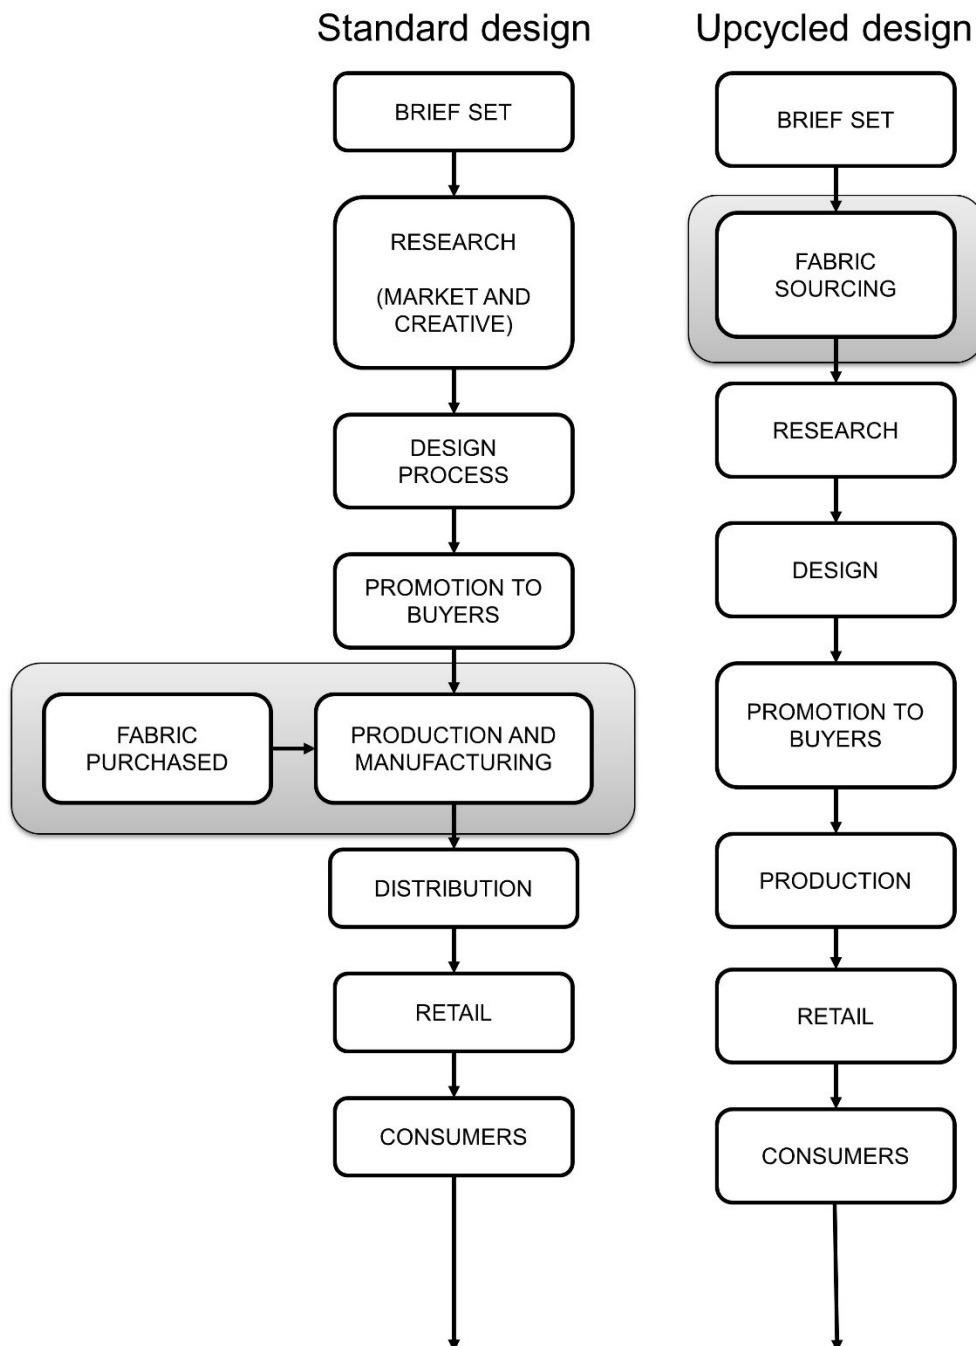 Standard design
BRIEF SET
RESEARCH
(MARKET AND
CREATIVE)
DESIGN
PROCESS
PROMOTION TO
BUYERS
FABRIC
PURCHASED
PRODUCTION AND
MANUFACTURING
DISTRIBUTION
RETAIL
CONSUMERS
Upcycled design
BRIEF SET
FABRIC
SOURCING
RESEARCH
DESIGN
PROMOTION TO
BUYERS
PRODUCTION
RETAIL
CONSUMERS